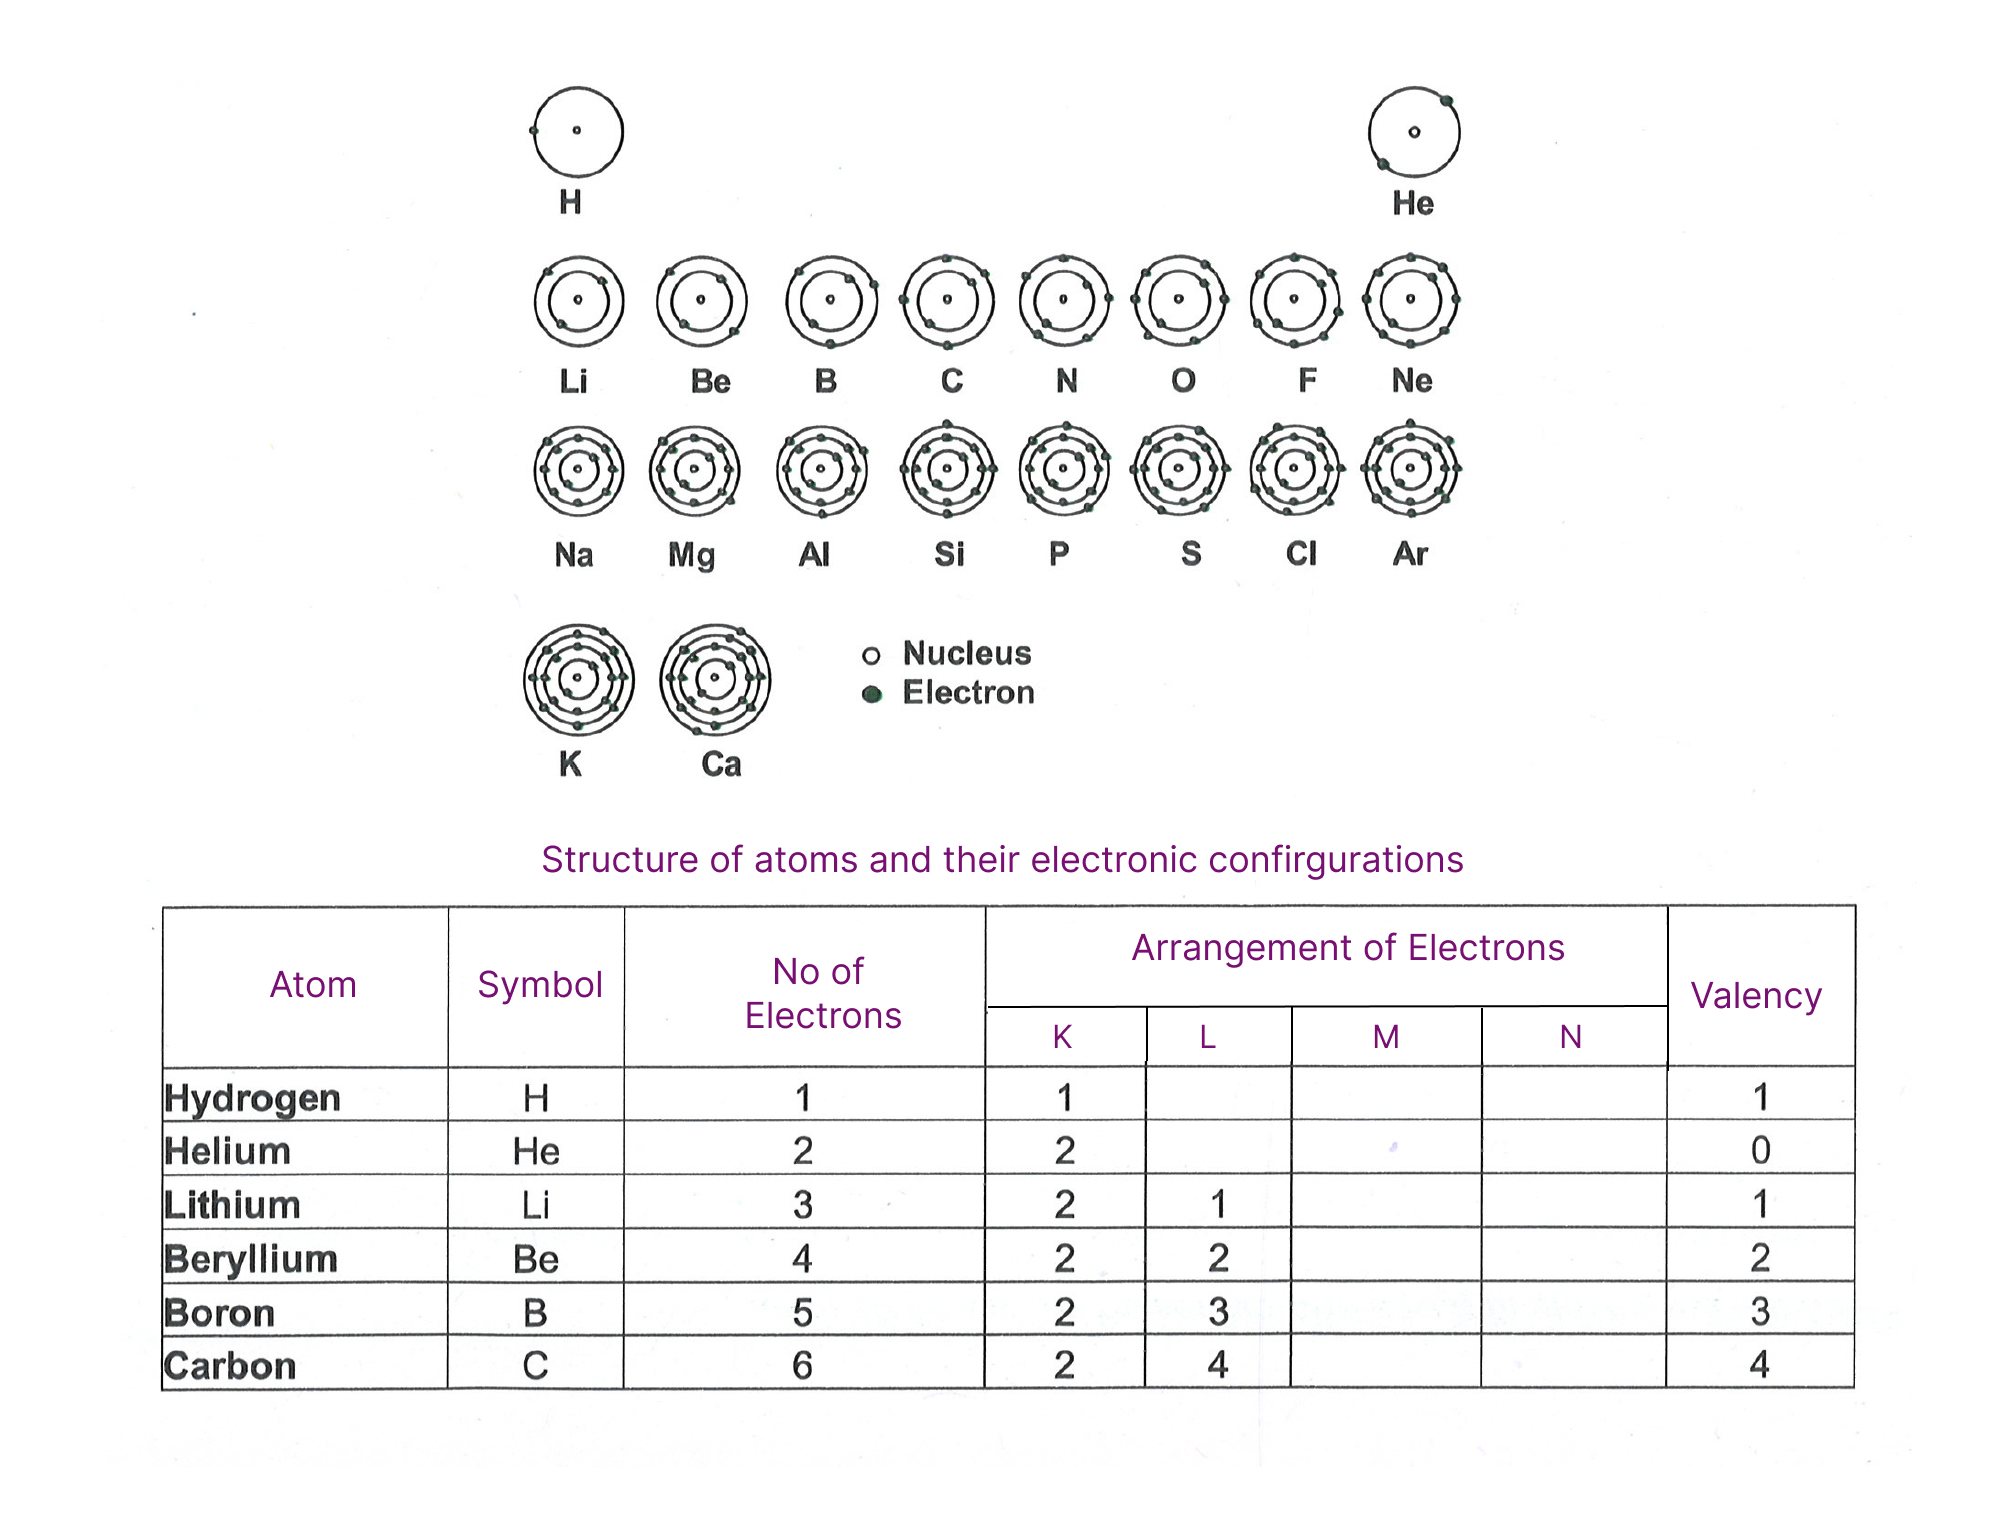 H He
Li Be B C N O F Ne
Na Mg Al Si P S Cl Ar
Nucleus
Electron
K Ca
Structure of atoms and their electronic confirgurations
Atom Symbol No of Electrons Arrangement of Electrons Valency
K L M N
Hydrogen H 1 1 1
Helium He 2 2 0
Lithium Li 3 2 1 1
Beryllium Be 4 2 2 2
Boron B 5 2 3 3
Carbon C 6 2 4 4